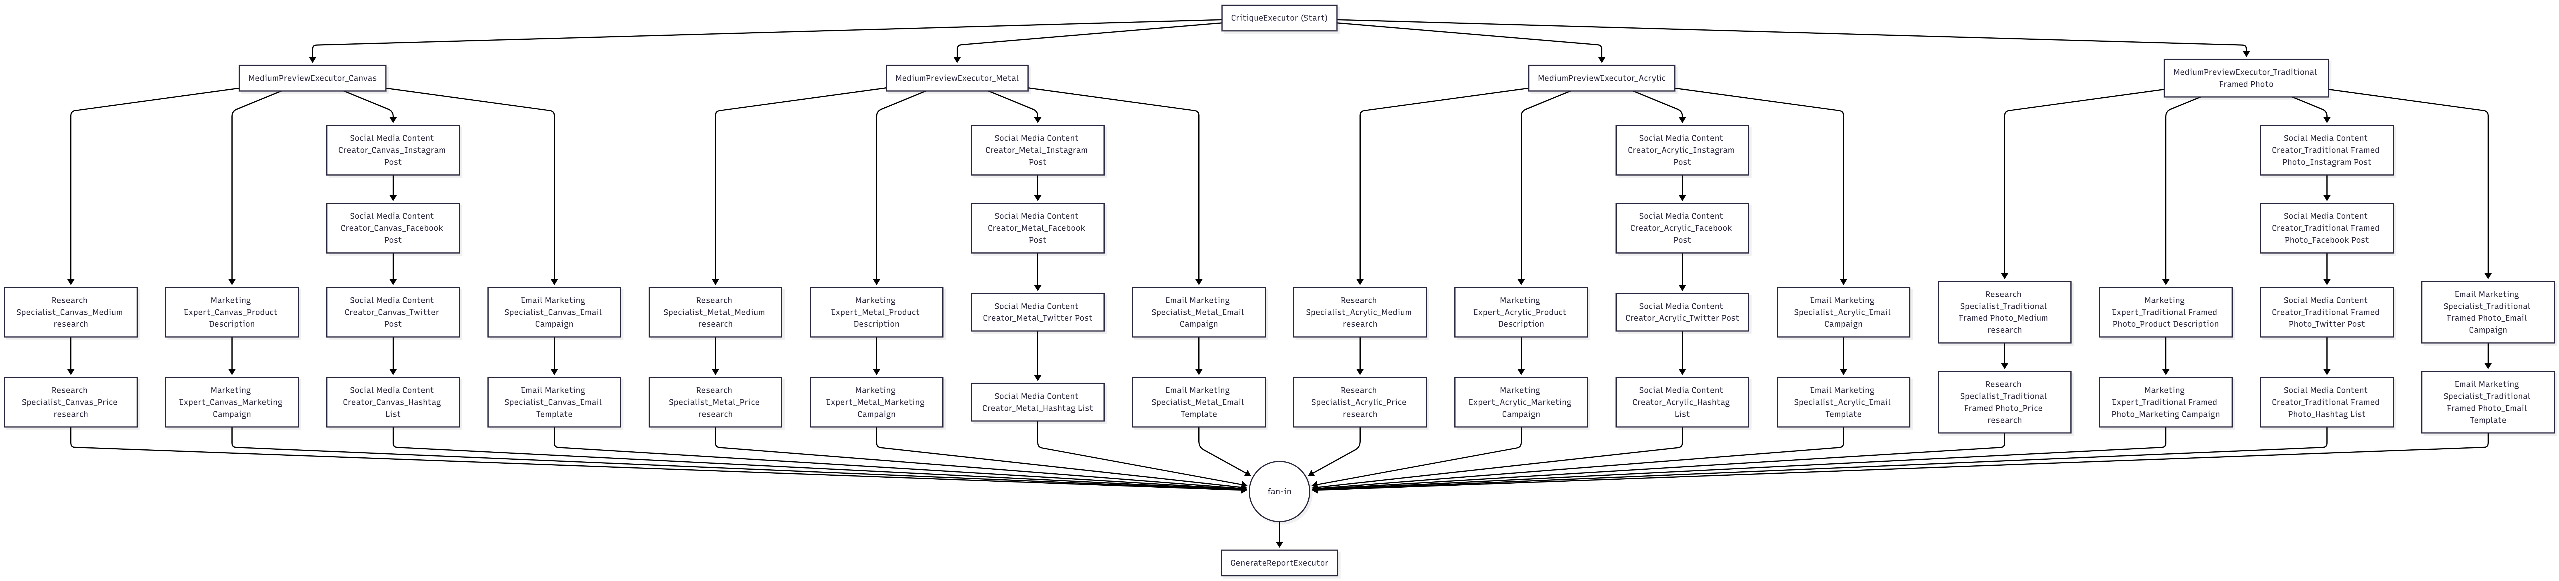 CritiqueExecutor (Start)
MediumPreviewExecutor_Canvas
MediumPreviewExecutor_Metal
MediumPreviewExecutor_Acrylic
MediumPreviewExecutor_Traditional
Framed Photo
Social Media Content
Creator_Canvas_Instagram
Post
Social Media Content
Creator_Metal_Instagram
Post
Social Media Content
Creator_Acrylic_Instagram
Post
Social Media Content
Creator_Traditional Framed
Photo_Instagram Post
Social Media Content
Creator_Canvas_Facebook
Post
Social Media Content
Creator_Metal_Facebook
Post
Social Media Content
Creator_Acrylic_Facebook
Post
Social Media Content
Creator_Traditional Framed
Photo_Facebook Post
Research
Specialist_Canvas_Medium
research
Marketing
Expert_Canvas_Product
Description
Social Media Content
Creator_Canvas_Twitter
Post
Email Marketing
Specialist_Canvas_Email
Campaign
Research
Specialist_Metal_Medium
research
Marketing
Expert_Metal_Product
Description
Social Media Content
Creator_Metal_Twitter Post
Email Marketing
Specialist_Metal_Email
Campaign
Research
Specialist_Acrylic_Medium
research
Marketing
Expert_Acrylic_Product
Description
Social Media Content
Creator_Acrylic_Twitter Post
Email Marketing
Specialist_Acrylic_Email
Campaign
Research
Specialist_Traditional
Framed Photo_Medium
research
Marketing
Expert_Traditional Framed
Photo_Product Description
Social Media Content
Creator_Traditional Framed
Photo_Twitter Post
Email Marketing
Specialist_Traditional
Framed Photo_Email
Campaign
Research
Specialist_Canvas_Price
research
Marketing
Expert_Canvas_Marketing
Campaign
Social Media Content
Creator_Canvas_Hashtag
List
Email Marketing
Specialist_Canvas_Email
Template
Research
Specialist_Metal_Price
research
Marketing
Expert_Metal_Marketing
Campaign
Social Media Content
Creator_Metal_Hashtag List
Email Marketing
Specialist_Metal_Email
Template
Research
Specialist_Acrylic_Price
research
Marketing
Expert_Acrylic_Marketing
Campaign
Social Media Content
Creator_Acrylic_Hashtag
List
Email Marketing
Specialist_Acrylic_Email
Template
Research
Specialist_Traditional
Framed Photo_Price
research
Marketing
Expert_Traditional Framed
Photo_Marketing Campaign
Social Media Content
Creator_Traditional Framed
Photo_Hashtag List
Email Marketing
Specialist_Traditional
Framed Photo_Email
Template
fan-in
GenerateReportExecutor